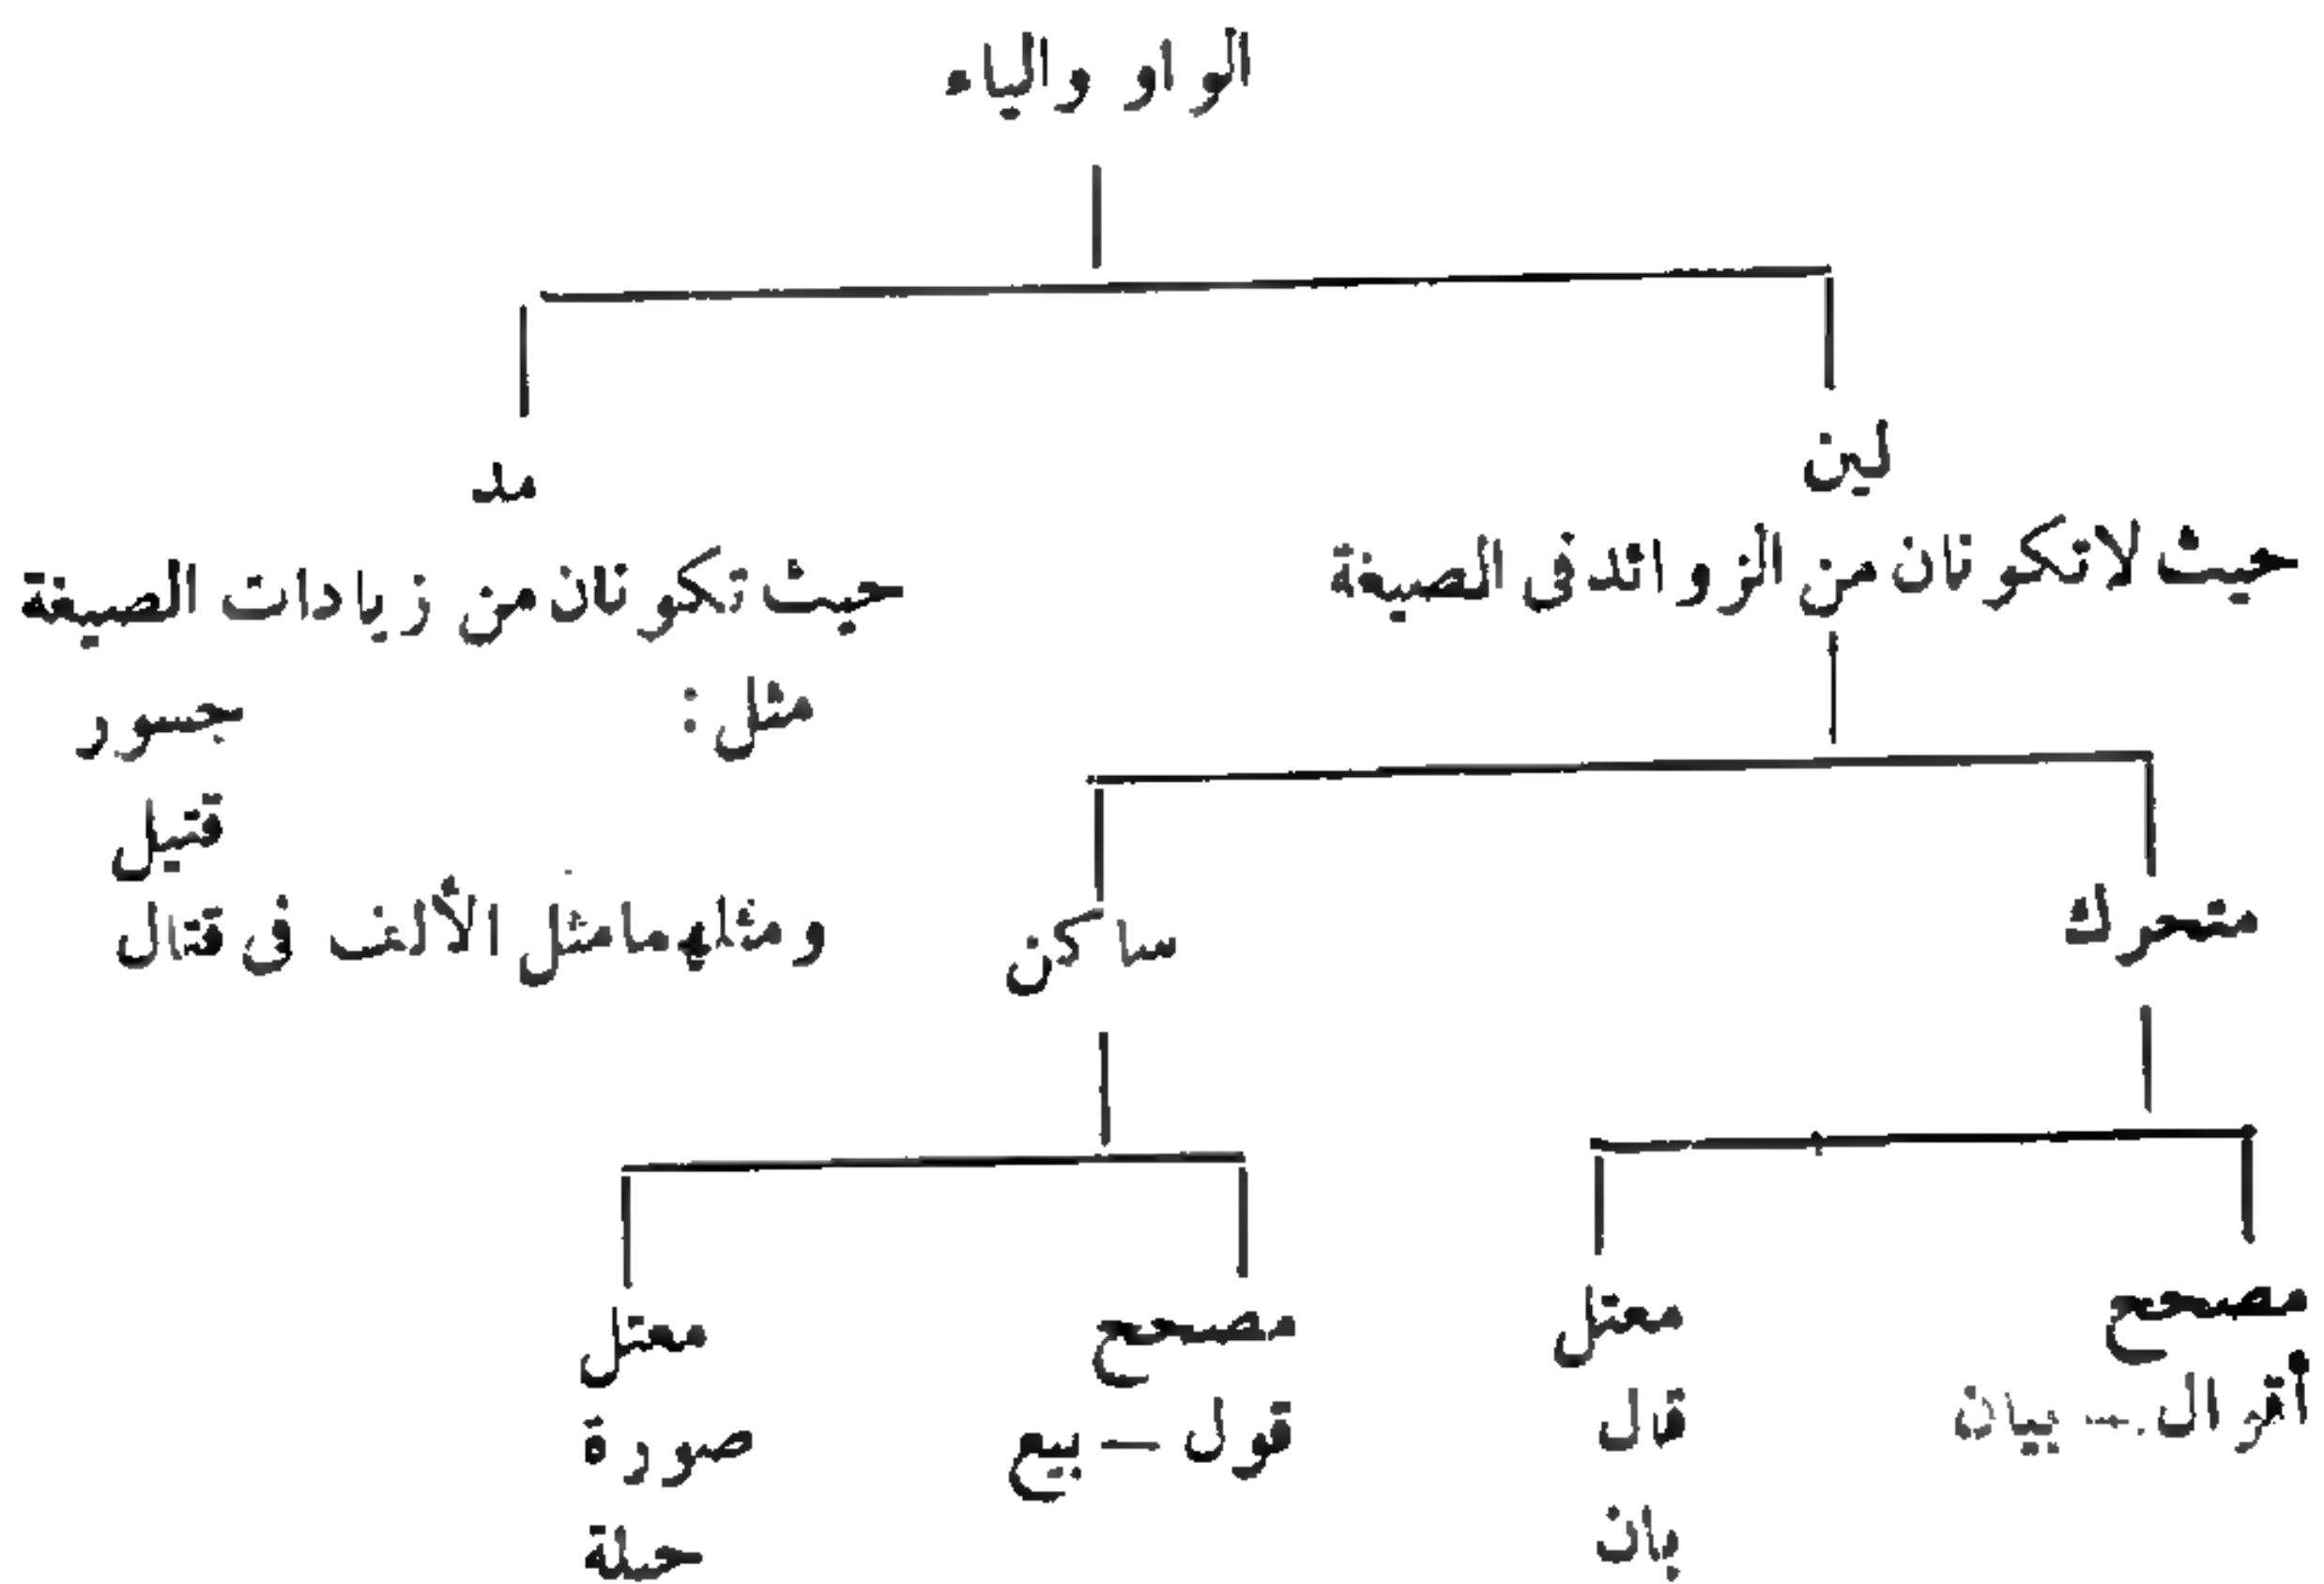 الواو والياء
لين
مد
حيث لاتكونان من الزوائد فى الصيغة
حيث تكونان من زيادات الصيغة
مثل : جسور
قتيل
ومثلهما مثل الألف فى قتال
متحرك
ساكن
مصحح
معتل
مصحح
معتل
أقوال — بيان
قال
قول — بيع
صورة
بان
حلة